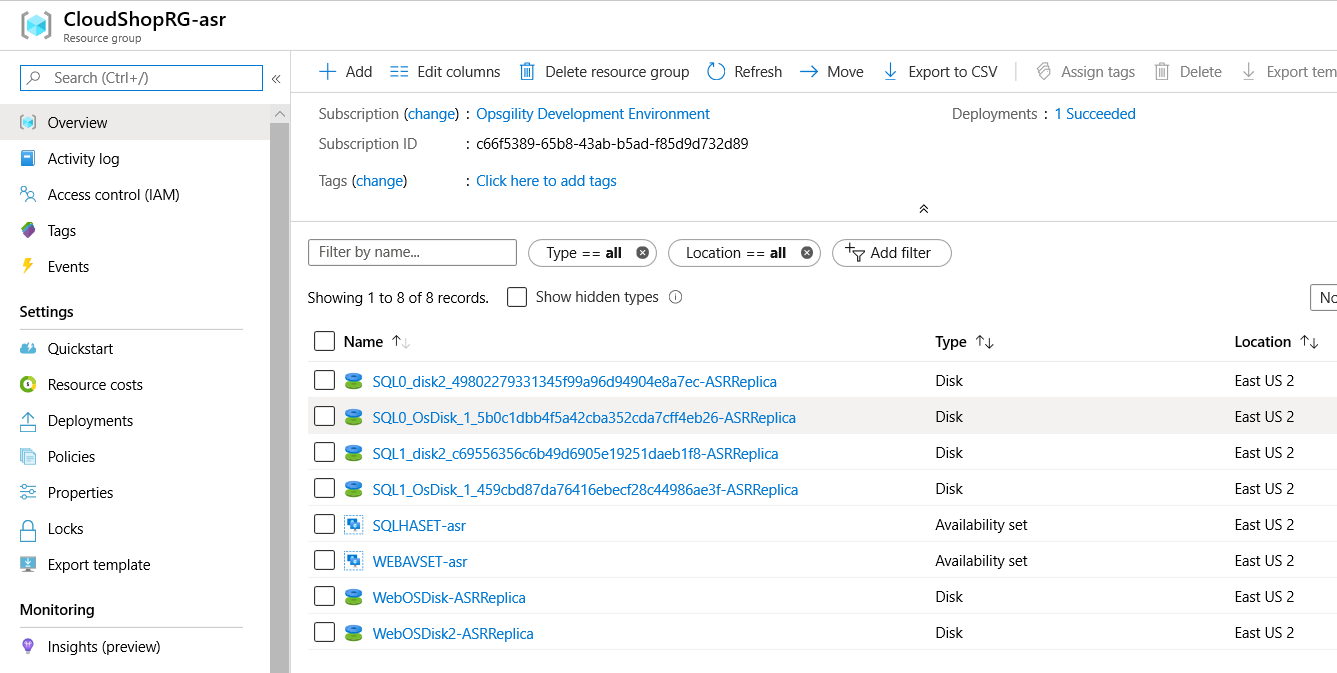 CloudShopRG-asr
Resource group
Search (Ctrl+/)
«
Overview
Activity log
Access control (IAM)
Tags
Events
Settings
Quickstart
Resource costs
Deployments
Policies
Properties
Locks
Export template
Monitoring
Insights (preview)
Add Edit columns Delete resource group Refresh Move Export to CSV Assign tags Delete Export tem
Subscription (change) : Opsgility Development Environment Deployments : 1 Succeeded
Subscription ID : c66f5389-65b8-43ab-b5ad-f85d9d732d89
Tags (change) : Click here to add tags
Filter by name... Type == all Location == all Add filter
Showing 1 to 8 of 8 records. Show hidden types No
Name Type Location
SQL0_disk2_49802279331345f99a96d94904e8a7ec-ASRReplica Disk East US 2
SQL0_OsDisk_1_5b0c1dbb4f5a42cba352cda7cff4eb26-ASRReplica Disk East US 2
SQL1_disk2_c69556356c6b49d6905e19251daeb1f8-ASRReplica Disk East US 2
SQL1_OsDisk_1_459cbd87da76416ebecf28c44986ae3f-ASRReplica Disk East US 2
SQLHASET-asr Availability set East US 2
WEBAVSET-asr Availability set East US 2
WebOSDisk-ASRReplica Disk East US 2
WebOSDisk2-ASRReplica Disk East US 2